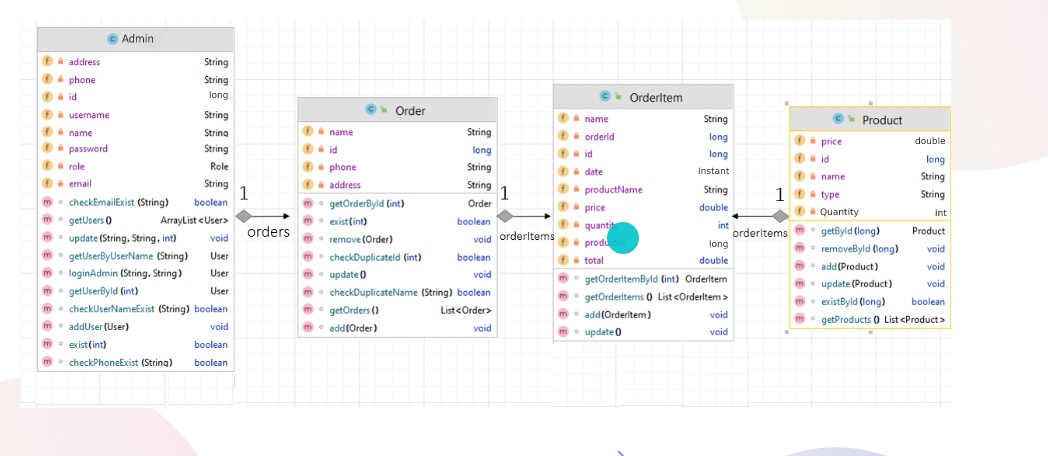 Admin
address String
phone String
id long
username String
name String
password String
role Role
email String
checkEmailExist (String) boolean
getUsers () ArrayList<User>
update(String, String, int) void
getUserByUserName (String) User
loginAdmin (String, String) User
getUserById (int) User
checkUserNameExist (String) boolean
addUser (User) void
exist(int) boolean
checkPhoneExist (String) boolean
1
orders
Order
name String
id long
phone String
address String
getOrderById (int) Order
exist(int) boolean
remove(Order) void
checkDuplicateId (int) boolean
update() void
checkDuplicateName (String) boolean
getOrders () List<Order>
add(Order) void
1
orderItems
OrderItem
name String
orderId long
id long
date Instant
productName String
price double
quantity int
long
total double
getOrderItemById (int) OrderItem
getOrderItems () List<OrderItem>
add(OrderItem) void
update() void
1
orderItems
Product
price double
id long
name String
type String
Quantity int
getById(long) Product
removeById(long) void
add(Product) void
update(Product) void
existById(long) boolean
getProducts () List<Product>